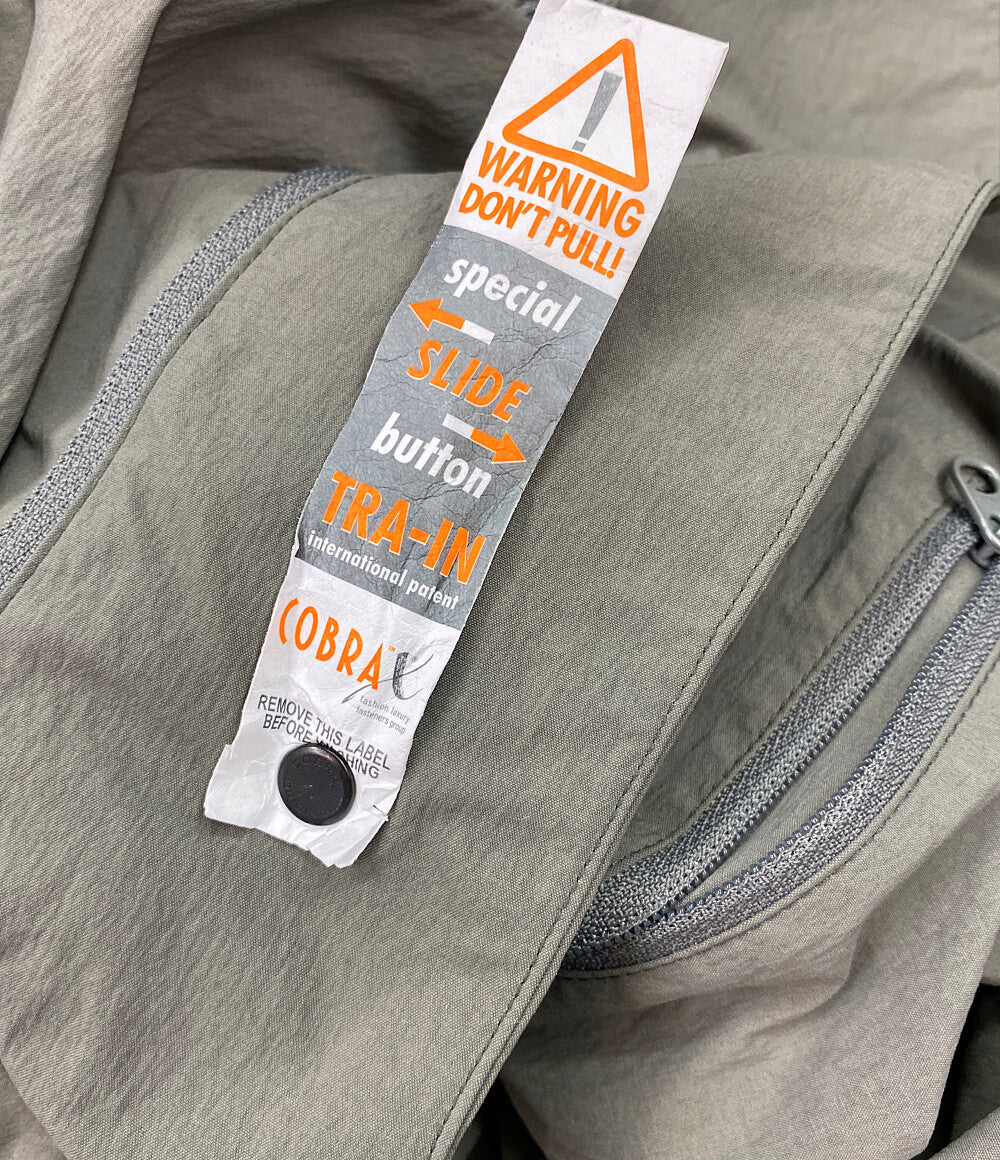 !
WARNING
DON'T PULL!
special
SLIDE
button
TRA-IN
international patent
COBRA™ X®
fashion luxury
fasteners group
REMOVE THIS LABEL
BEFORE WASHING
COBRA